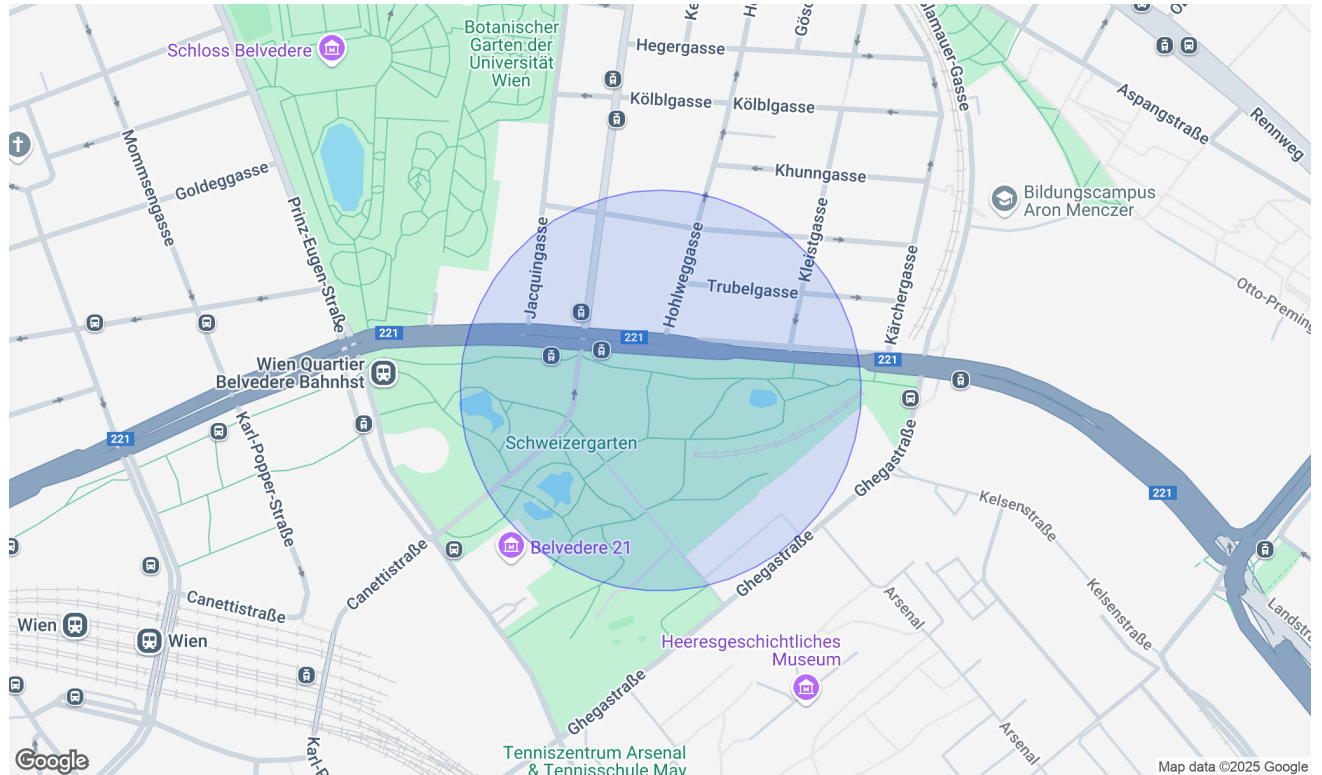 Schloss Belvedere
Botanischer
Garten der
Universität
Wien
Hegergasse
Kölblgasse
Kölblgasse
Aspangstraße
Rennweg
Mommsengasse
Goldeggasse
Khunngasse
Bildungscampus
Aron Menczer
Prinz-Eugen-Straße
Jacquingasse
Hohlweggasse
Kleistgasse
Kärchergasse
Trubelgasse
221
221
221
Wien Quartier
Belvedere Bahnhst
221
Karl-Popper-Straße
Schweizergarten
Ghegastraße
Kelsenstraße
221
Belvedere 21
Canettistraße
Canettistraße
Ghegastraße
Arsenal
Kelsenstraße
Wien
Wien
Heeresgeschichtliches
Museum
Ghegastraße
Arsenal
Tenniszentrum Arsenal
& Tennisschule May
Google
Map data ©2025 Google